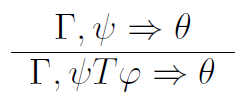 Γ, ψ ⇒ θ
Γ, ψTφ ⇒ θ